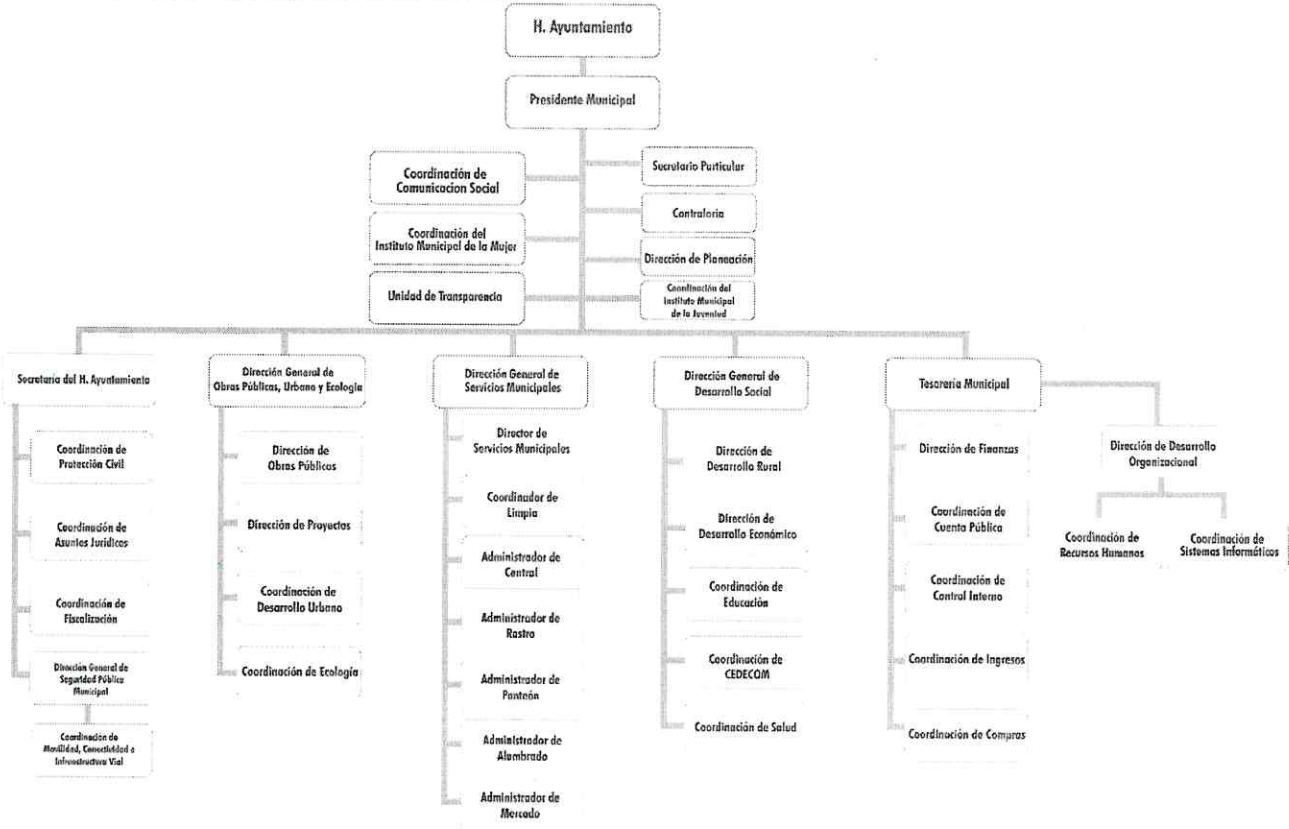 H. Ayuntamiento
Presidente Municipal
Coordinación de
Comunicacion Social
Secretario Particular
Contraloria
Coordinación del
Instituto Municipal de la Mujer
Dirección de Planeación
Unidad de Transparencia
Coordinación del
Instituto Municipal
de la Juventud
Secretaría del H. Ayuntamiento
Dirección General de
Obras Públicas, Urbano y Ecología
Dirección General de
Servicios Municipales
Dirección General de
Desarrollo Social
Tesorería Municipal
Coordinación de
Protección Civil
Coordinación de
Asuntos Jurídicos
Coordinación de
Fiscalización
Dirección General de
Seguridad Pública
Municipal
Coordinación de
Movilidad, Conectividad e
Infraestructura Vial
Dirección de
Obras Públicas
Dirección de Proyectos
Coordinación de
Desarrollo Urbano
Coordinación de Ecología
Director de
Servicios Municipales
Coordinador de
Limpia
Administrador de
Central
Administrador de
Rastro
Administrador de
Panteón
Administrador de
Alumbrado
Administrador de
Mercado
Dirección de
Desarrollo Rural
Dirección de
Desarrollo Económico
Coordinación de
Educación
Coordinación de
CEDECOM
Coordinación de Salud
Dirección de Finanzas
Coordinación de
Cuenta Pública
Coordinación de
Control Interno
Coordinación de Ingresos
Coordinación de Compras
Dirección de Desarrollo
Organizacional
Coordinación de
Recursos Humanos
Coordinación de
Sistemas Informáticos